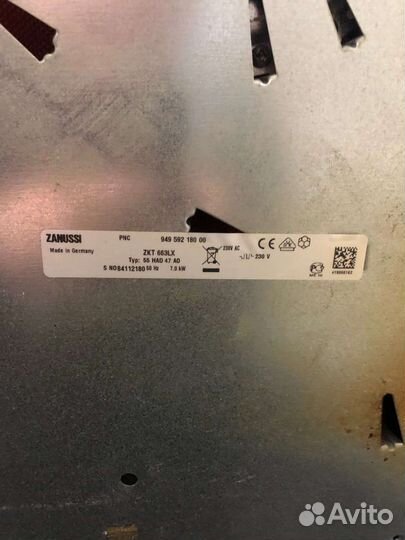 ZANUSSI PNC 949 592 180 00
Made in Germany ZKT 663LX 230V AC CE
Typ: 55 HAD 47 AO 230 V
S NO84112180 50 Hz 7.0 kW
Avito